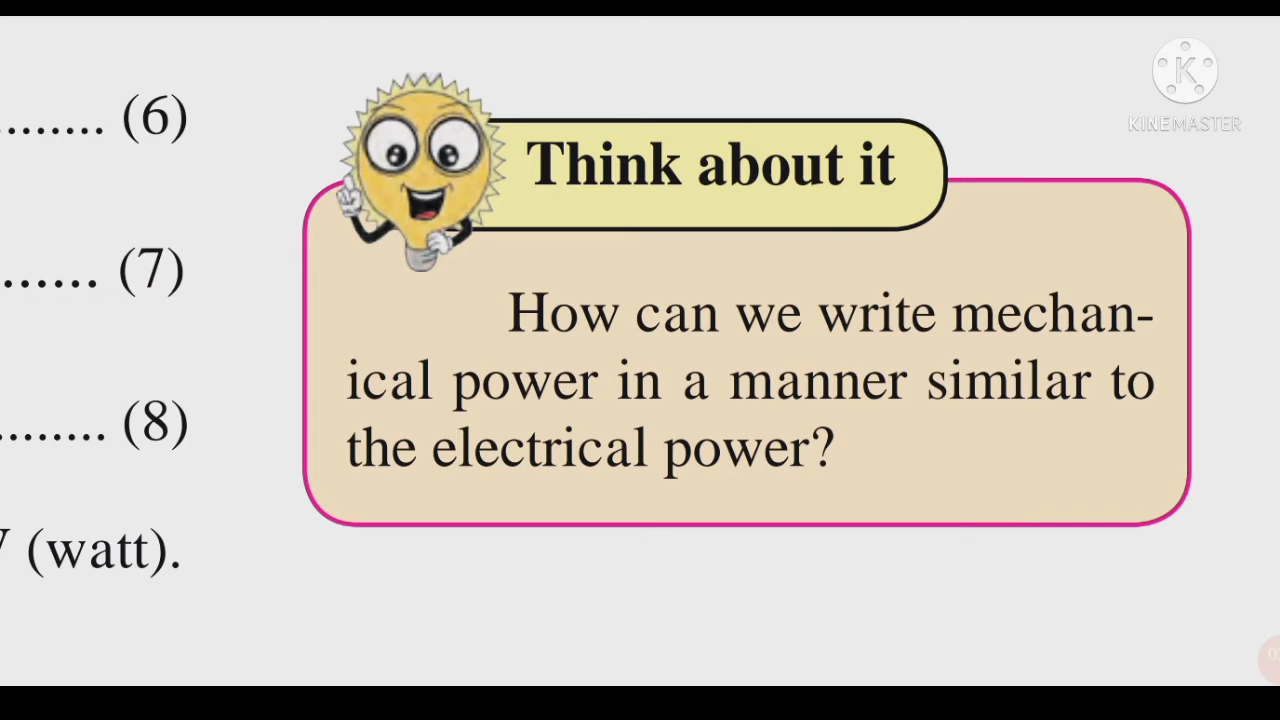 ........ (6)
KINEMASTER
Think about it
...... (7)
How can we write mechan-
ical power in a manner similar to
........ (8)
the electrical power?
(watt).